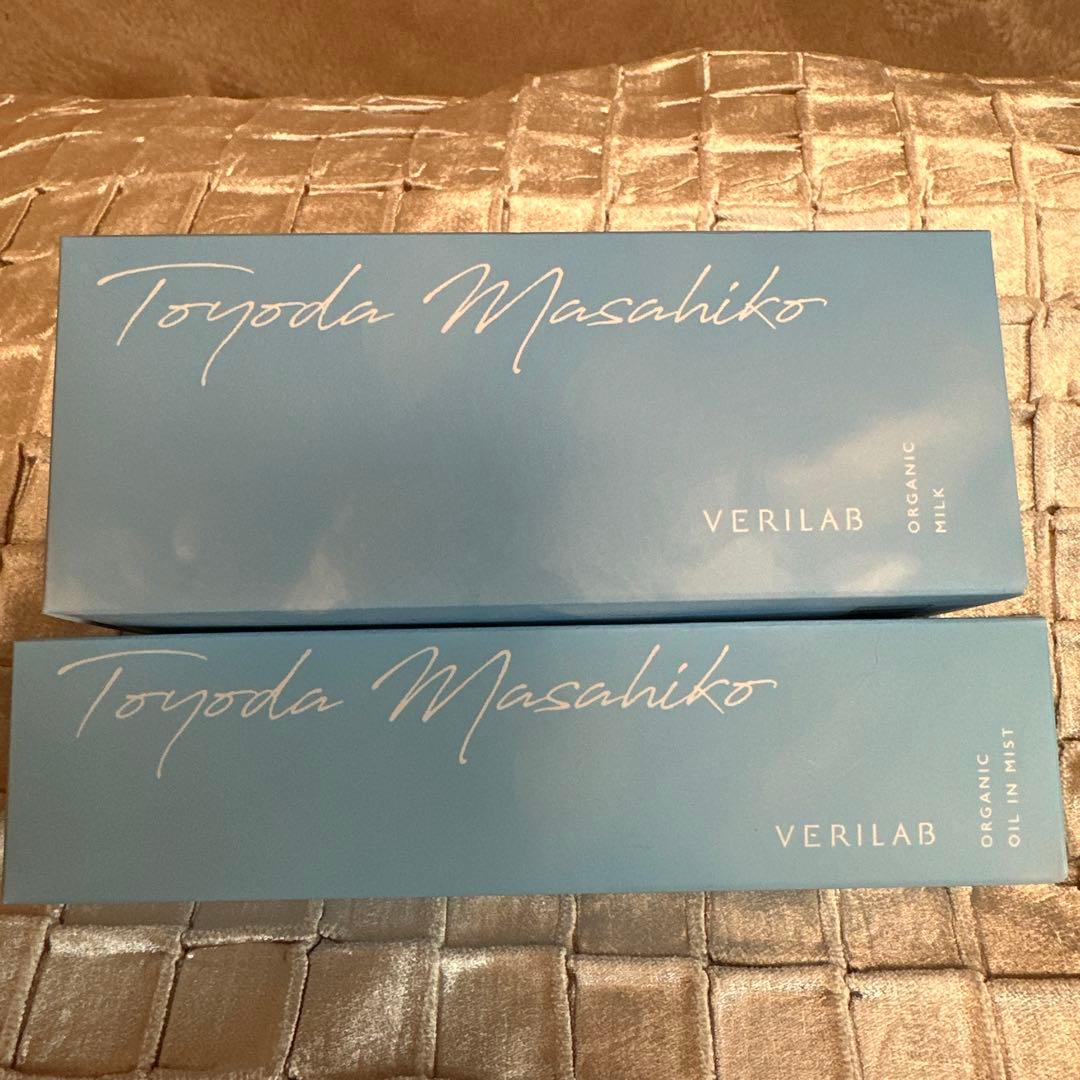 Toyoda Masahiko
VERILAB
ORGANIC
MILK
Toyoda Masahiko
VERILAB
ORGANIC
OIL IN MIST